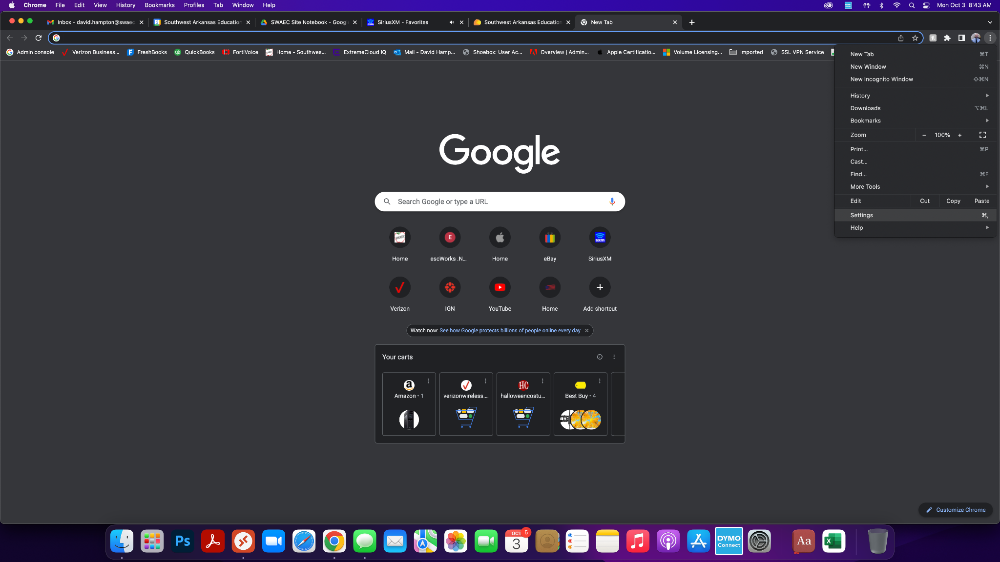 Chrome File Edit View History Bookmarks Profiles Tab Window Help Mon Oct 3 8:43 AM
Inbox - david.hampton@swaec Southwest Arkansas Education SWAEC Site Notebook - Google SiriusXM - Favorites Southwest Arkansas Education New Tab
Admin console Verizon Business... FreshBooks QuickBooks FortiVoice Home - Southwes... ExtremeCloud IQ Mail - David Hamp... Shoebox: User Ac... Overview | Admin... Apple Certificatio... Volume Licensing... Imported SSL VPN Service
New Tab ⌘T
New Window ⌘N
New Incognito Window ⇧⌘N
History
Downloads ⌥⌘L
Bookmarks
Zoom − 100% +
Print... ⌘P
Cast...
Find... ⌘F
More Tools
Edit Cut Copy Paste
Settings ⌘,
Help
Google
Search Google or type a URL
SWAEC E sxm
Home escWorks .N... Home eBay SiriusXM
Verizon IGN YouTube Home Add shortcut
Watch now: See how Google protects billions of people online every day
Your carts
a HC
Amazon • 1 verizonwireless.... halloweencostu... Best Buy • 4
Customize Chrome
Ps OCT 3 5 DYMO Connect Aa X